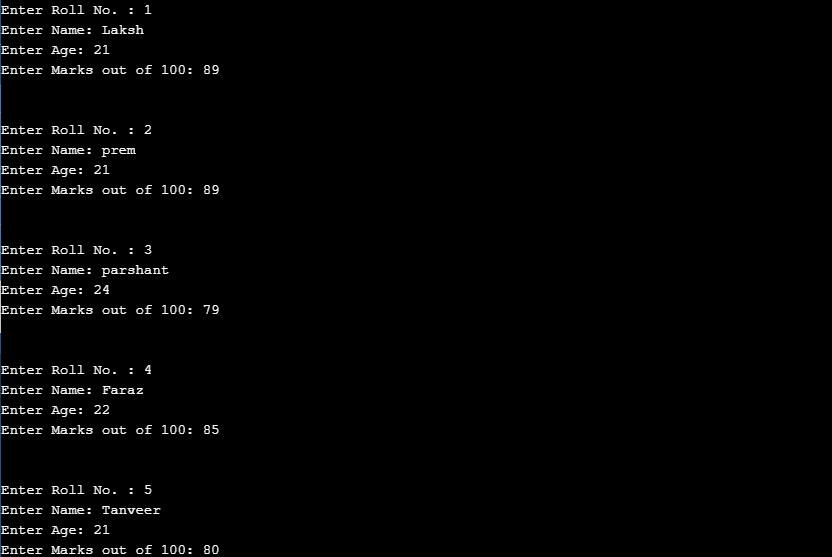 Enter Roll No. : 1
Enter Name: Laksh
Enter Age: 21
Enter Marks out of 100: 89
Enter Roll No. : 2
Enter Name: prem
Enter Age: 21
Enter Marks out of 100: 89
Enter Roll No. : 3
Enter Name: parshant
Enter Age: 24
Enter Marks out of 100: 79
Enter Roll No. : 4
Enter Name: Faraz
Enter Age: 22
Enter Marks out of 100: 85
Enter Roll No. : 5
Enter Name: Tanveer
Enter Age: 21
Enter Marks out of 100: 80